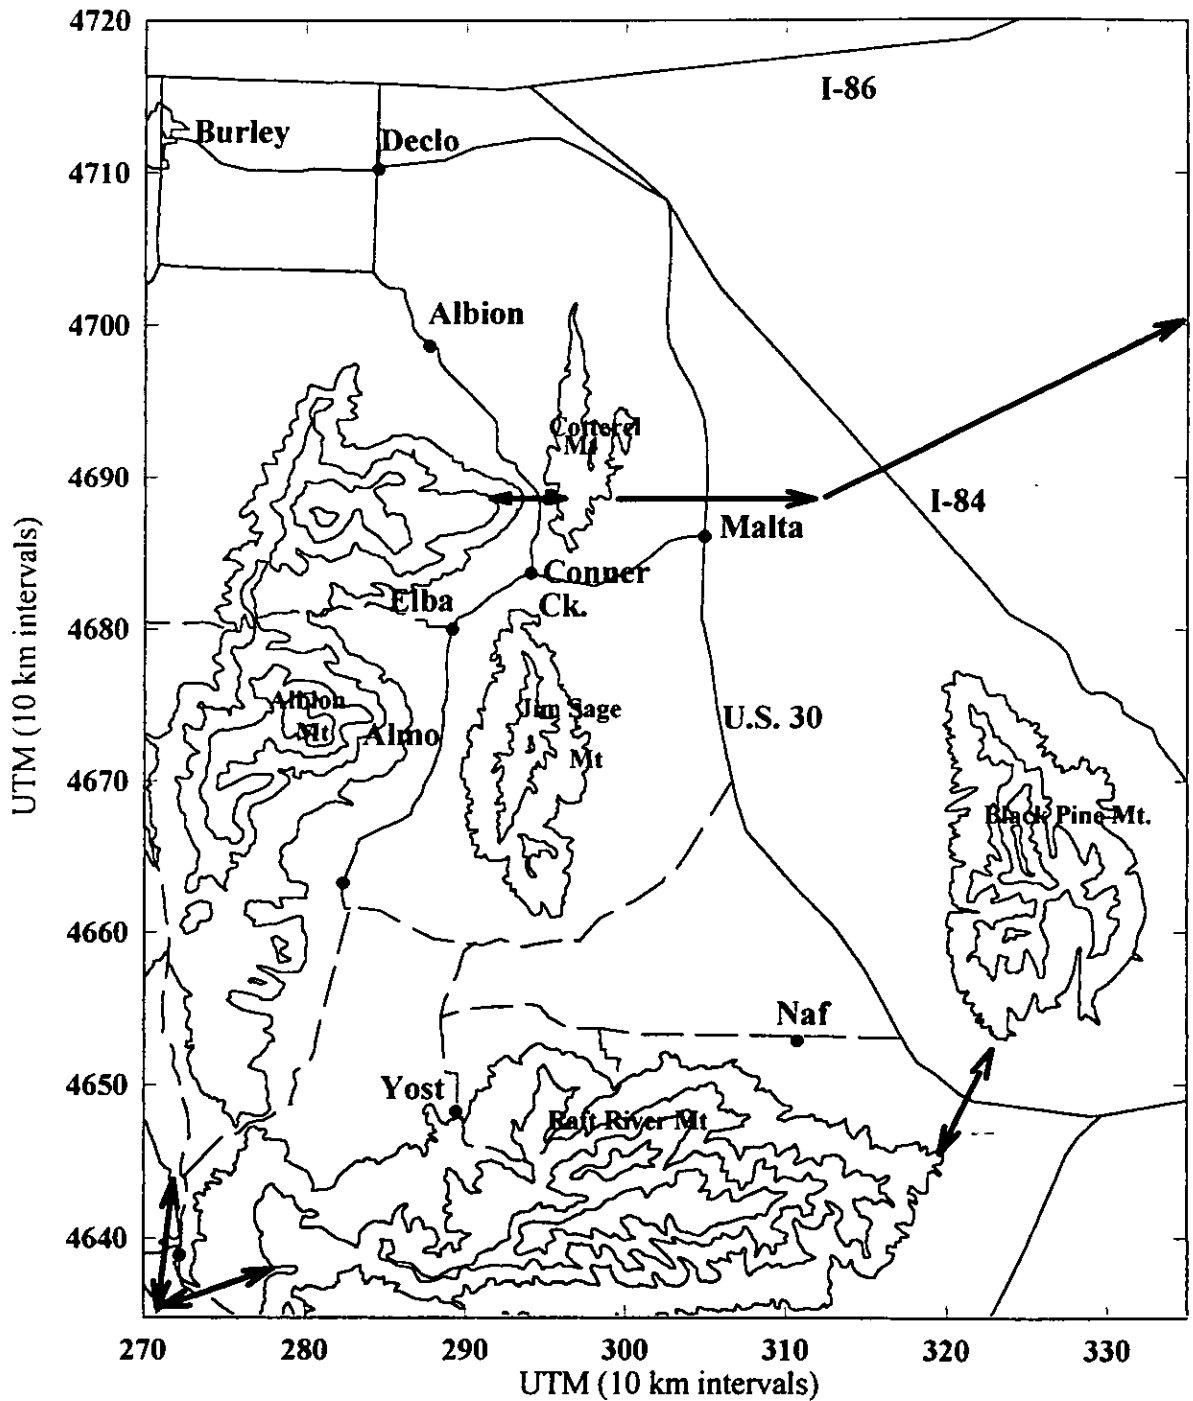 4720
I-86
Burley
Declo
4710
4700
Albion
Cotterel
Mt
4690
I-84
Malta
Conner
Ck.
Elba
4680
Albion
Mt
Almo
Jim Sage
Mt
U.S. 30
4670
Black Pine Mt.
4660
Naf
4650
Yost
Raft River Mt
4640
UTM (10 km intervals)
270
280
290
300
310
320
330
UTM (10 km intervals)